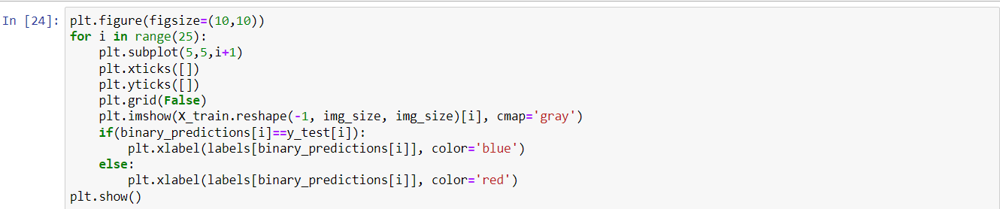 In [24]: plt.figure(figsize=(10,10))
for i in range(25):
    plt.subplot(5,5,i+1)
    plt.xticks([])
    plt.yticks([])
    plt.grid(False)
    plt.imshow(X_train.reshape(-1, img_size, img_size)[i], cmap='gray')
    if(binary_predictions[i]==y_test[i]):
        plt.xlabel(labels[binary_predictions[i]], color='blue')
    else:
        plt.xlabel(labels[binary_predictions[i]], color='red')
plt.show()